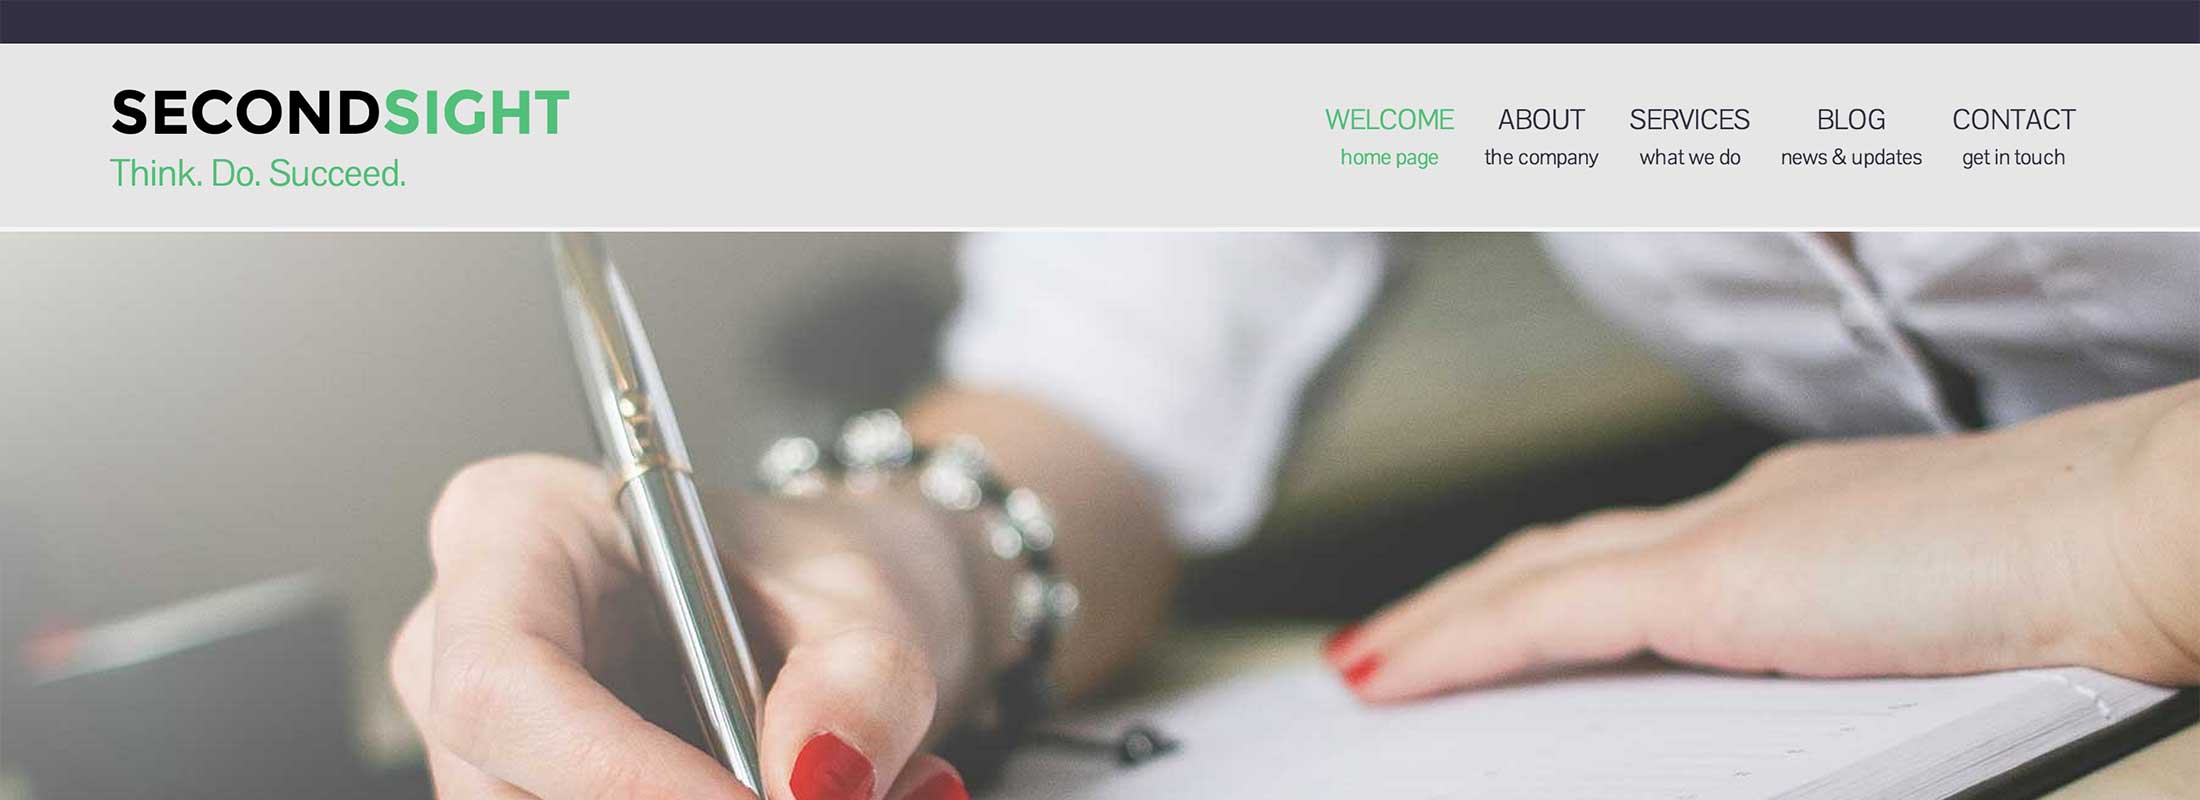 SECONDSIGHT
Think. Do. Succeed.
WELCOME ABOUT SERVICES BLOG CONTACT
home page the company what we do news & updates get in touch